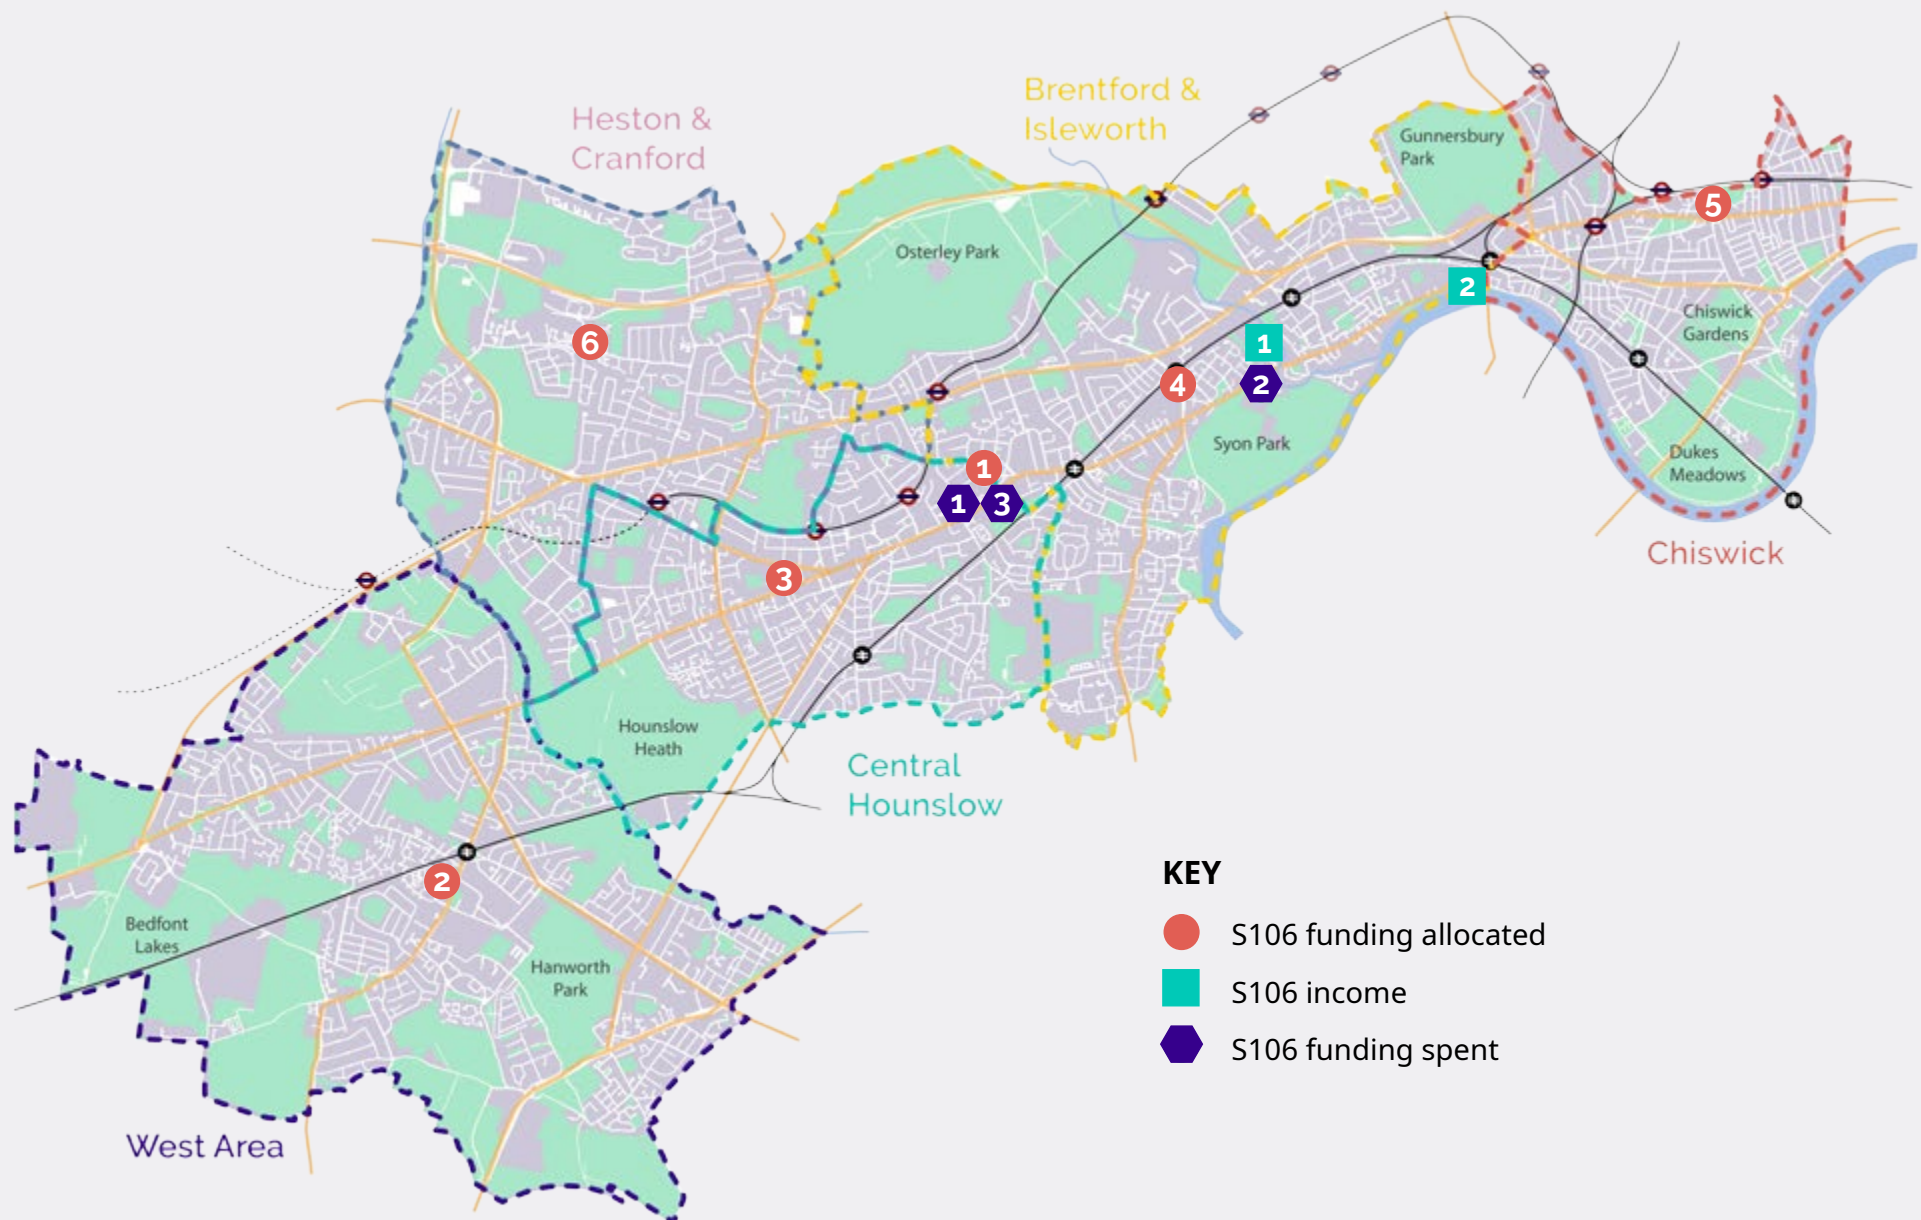 Heston &
Cranford
Brentford &
Isleworth
Gunnersbury
Park
5
Osterley Park
2
6
1
Chiswick
Gardens
4
2
Syon Park
Dukes
Meadows
1
1
3
Chiswick
3
Hounslow
Heath
Central
Hounslow
2
KEY
Bedfont
Lakes
S106 funding allocated
Hanworth
Park
S106 income
S106 funding spent
West Area